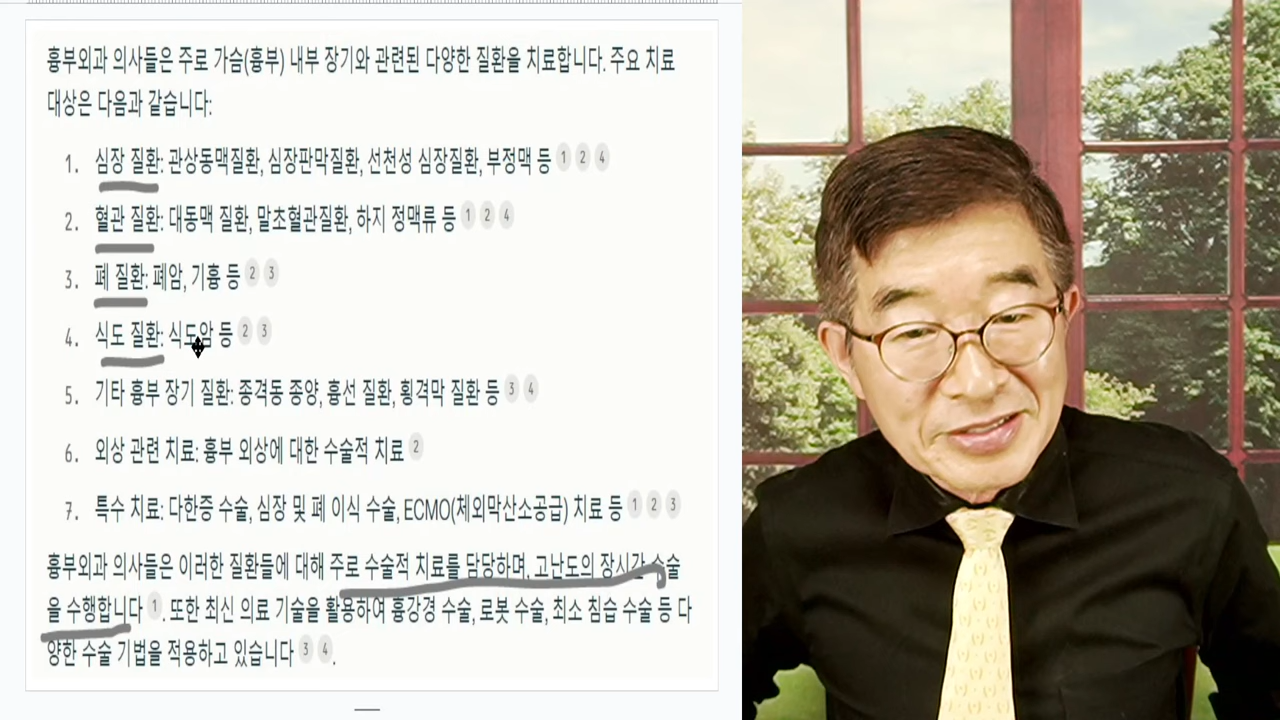 흉부외과 의사들은 주로 가슴(흉부) 내부 장기와 관련된 다양한 질환을 치료합니다. 주요 치료
대상은 다음과 같습니다:
1. 심장 질환: 관상동맥질환, 심장판막질환, 선천성 심장질환, 부정맥 등 1 2 4
2. 혈관 질환: 대동맥 질환, 말초혈관질환, 하지 정맥류 등 1 2 4
3. 폐 질환: 폐암, 기흉 등 2 3
4. 식도 질환: 식도암 등 2 3
5. 기타 흉부 장기 질환: 종격동 종양, 흉선 질환, 횡격막 질환 등 3 4
6. 외상 관련 치료: 흉부 외상에 대한 수술적 치료 2
7. 특수 치료: 다한증 수술, 심장 및 폐 이식 수술, ECMO(체외막산소공급) 치료 등 1 2 3
흉부외과 의사들은 이러한 질환들에 대해 주로 수술적 치료를 담당하며, 고난도의 장시간 수술
을 수행합니다 1. 또한 최신 의료 기술을 활용하여 흉강경 수술, 로봇 수술, 최소 침습 수술 등 다
양한 수술 기법을 적용하고 있습니다 3 4.